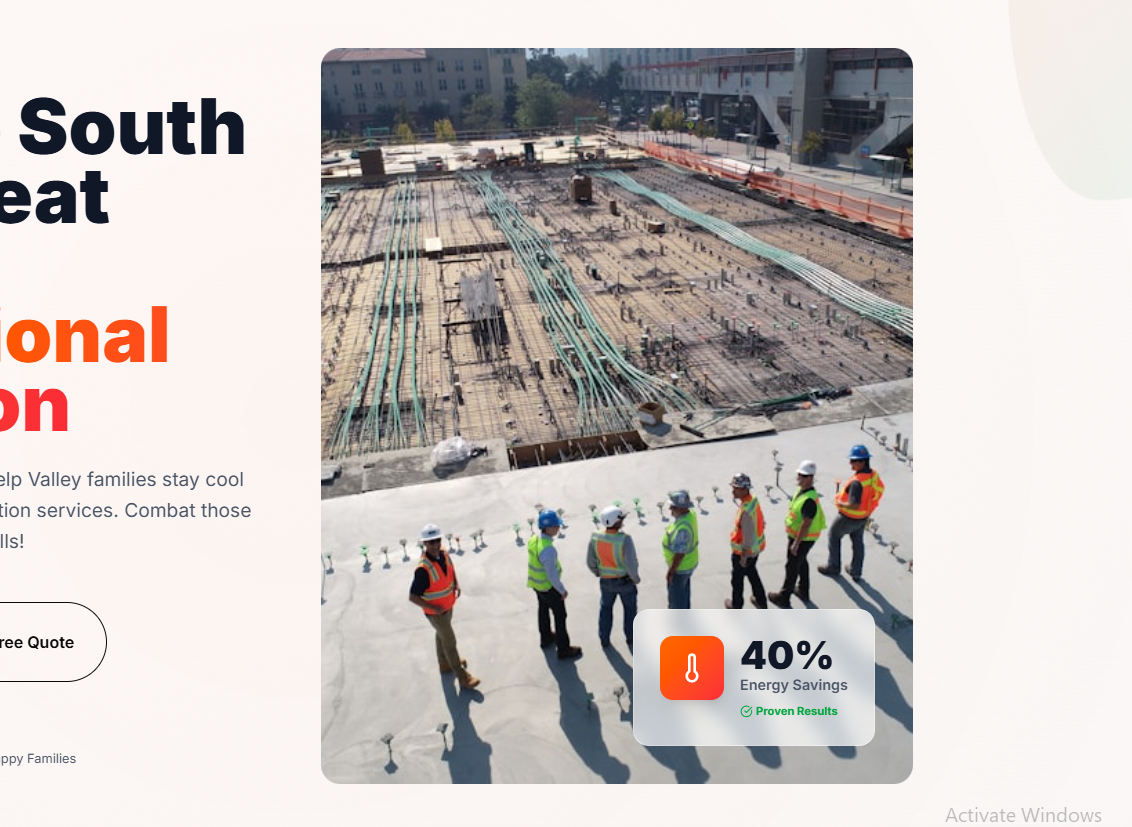 South
eat
ional
on
elp Valley families stay cool
tion services. Combat those
lls!
ree Quote
ppy Families
40%
Energy Savings
Proven Results
Activate Windows